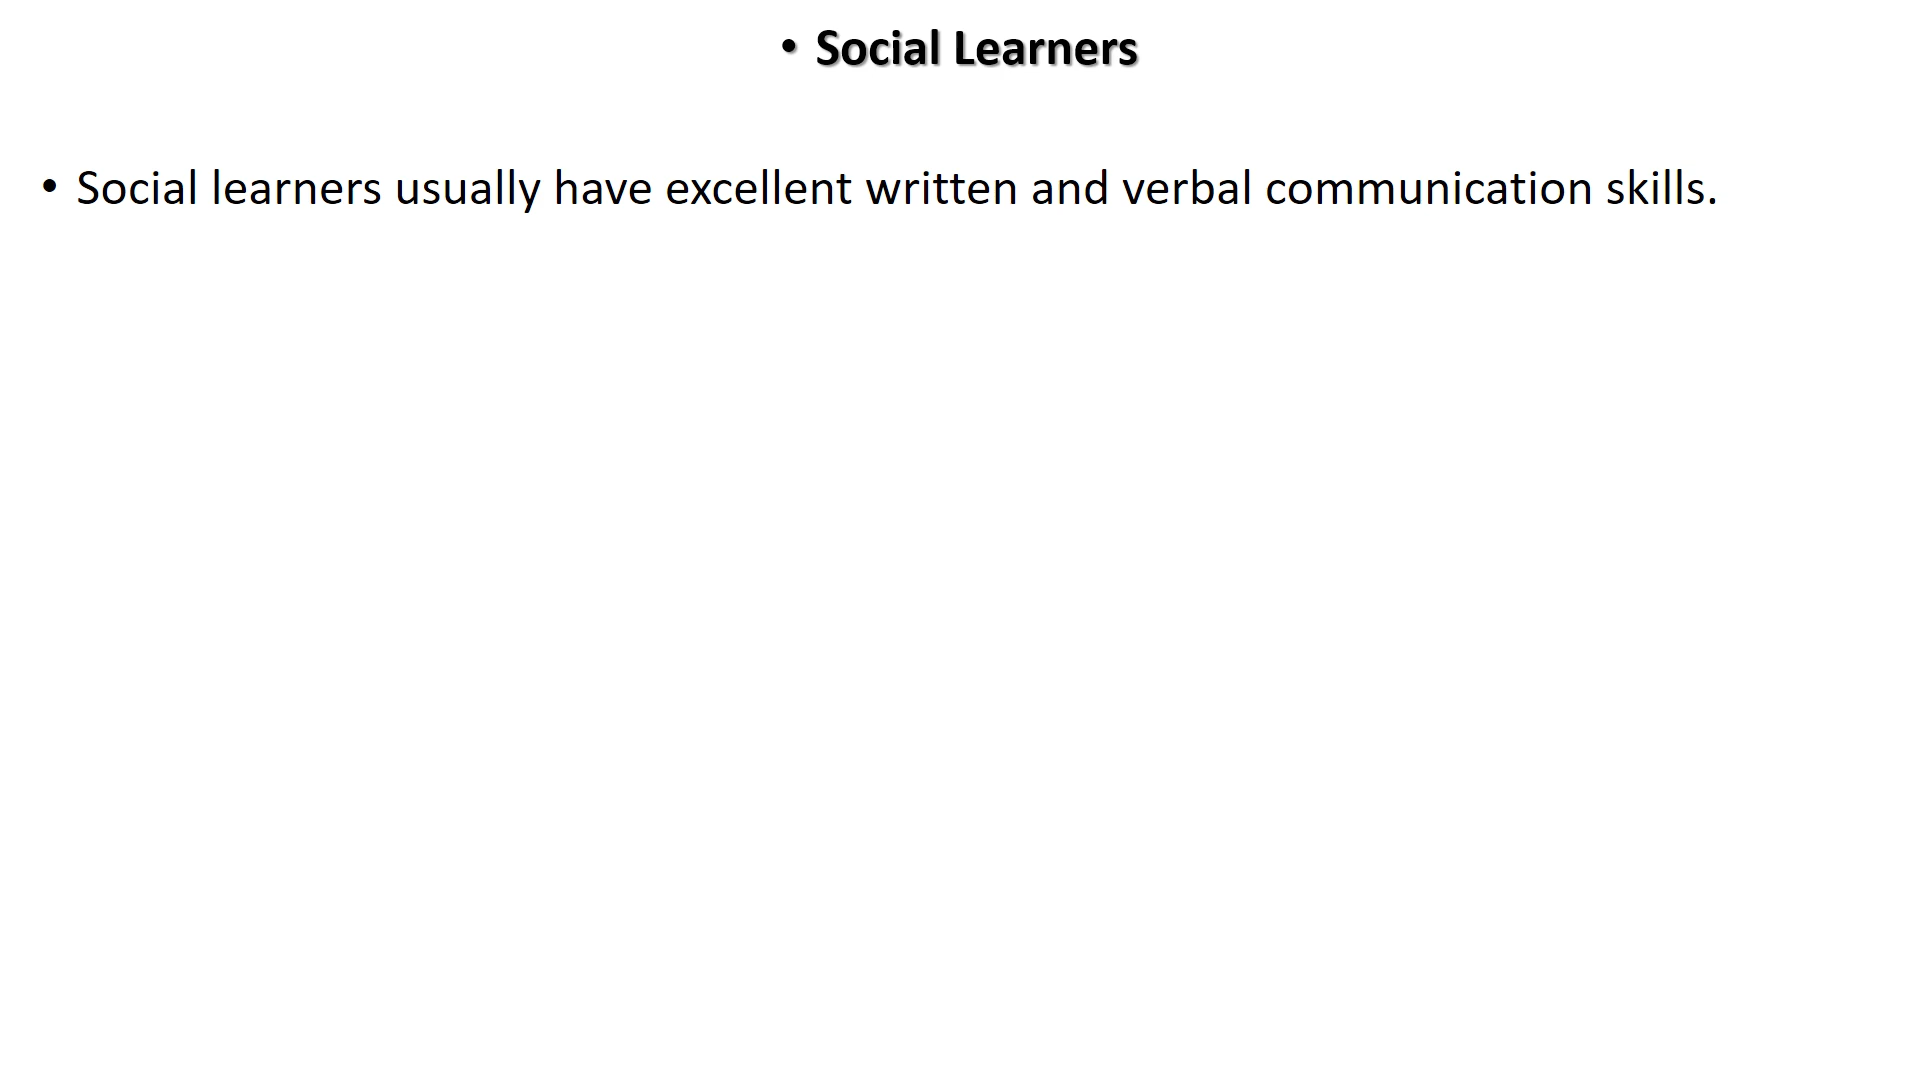 • Social Learners
• Social learners usually have excellent written and verbal communication skills.